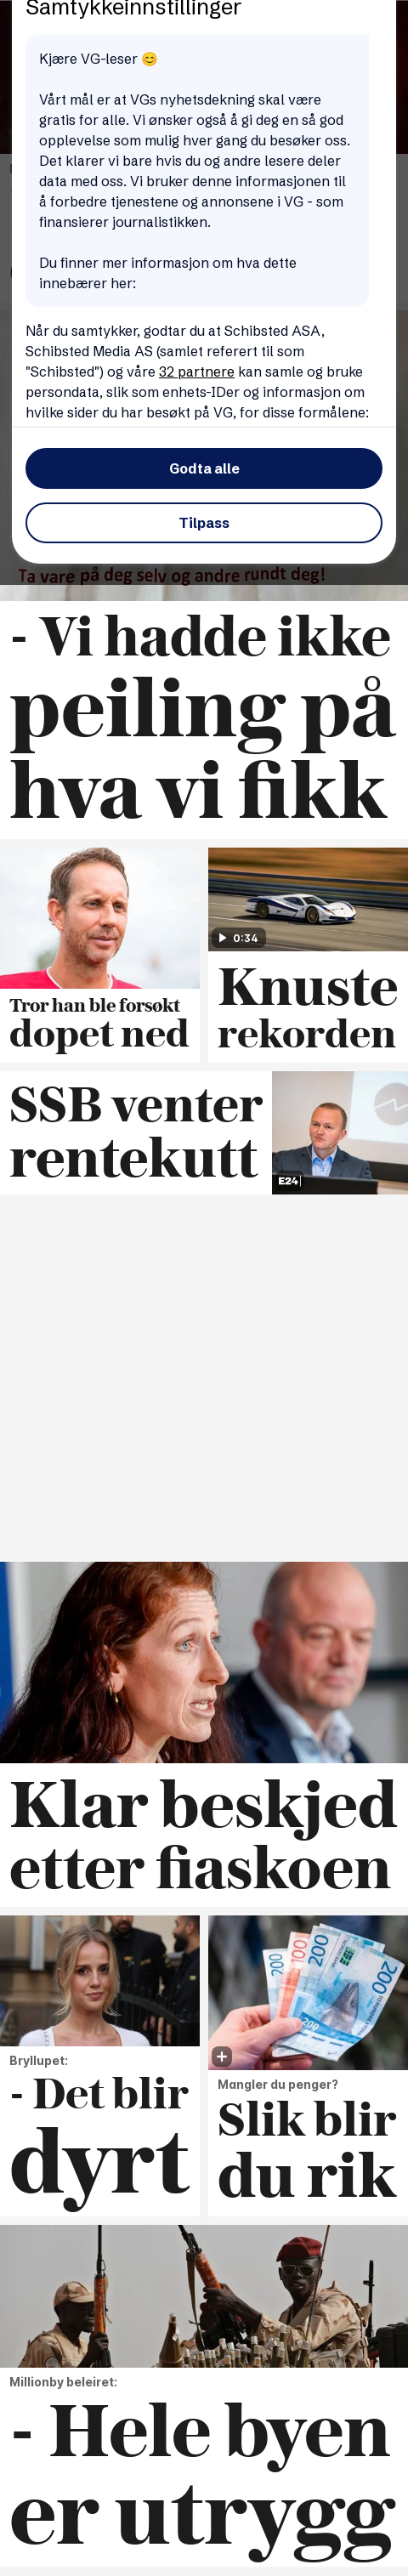 Samtykkeinnstillinger
Kjære VG-leser 😊
Vårt mål er at VGs nyhetsdekning skal være
gratis for alle. Vi ønsker også å gi deg en så god
opplevelse som mulig hver gang du besøker oss.
Det klarer vi bare hvis du og andre lesere deler
data med oss. Vi bruker denne informasjonen til
å forbedre tjenestene og annonsene i VG - som
finansierer journalistikken.
Du finner mer informasjon om hva dette
innebærer her:
Når du samtykker, godtar du at Schibsted ASA,
Schibsted Media AS (samlet referert til som
"Schibsted") og våre 32 partnere kan samle og bruke
persondata, slik som enhets-IDer og informasjon om
hvilke sider du har besøkt på VG, for disse formålene:
Godta alle
Tilpass
Ta vare på deg selv og andre rundt deg!
- Vi hadde ikke
peiling på
hva vi fikk
0:34
Tror han ble forsøkt
dopet ned
Knuste
rekorden
SSB venter
rentekutt
E24
Klar beskjed
etter fiaskoen
200
100
200
200
200
Bryllupet:
- Det blir
dyrt
Mangler du penger?
Slik blir
du rik
Millionby beleiret:
- Hele byen
er utrygg